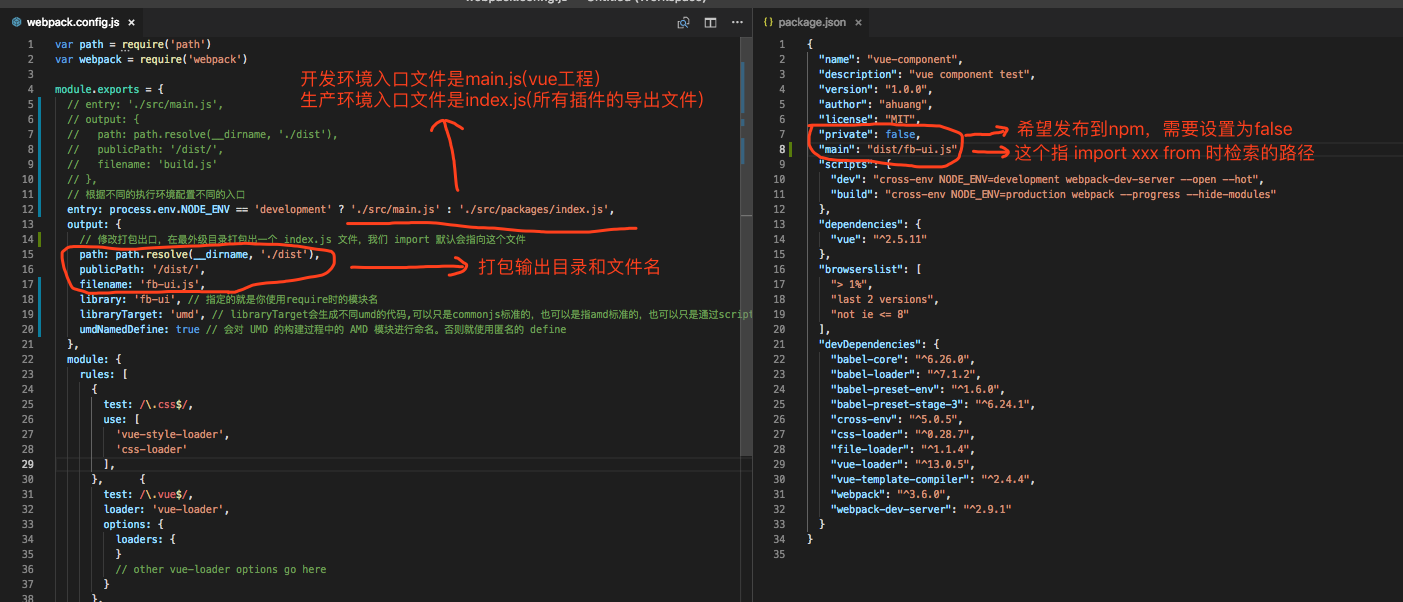 webpack.config.js ×
1 var path = require('path')
2 var webpack = require('webpack')
3
4 module.exports = {
5 // entry: './src/main.js',
6 // output: {
7 //   path: path.resolve(__dirname, './dist'),
8 //   publicPath: '/dist/',
9 //   filename: 'build.js'
10 // },
11 // 根据不同的执行环境配置不同的入口
12 entry: process.env.NODE_ENV == 'development' ? './src/main.js' : './src/packages/index.js',
13 output: {
14 // 修改打包出口，在最外级目录打包出一个 index.js 文件，我们 import 默认会指向这个文件
15 path: path.resolve(__dirname, './dist'),
16 publicPath: '/dist/',
17 filename: 'fb-ui.js',
18 library: 'fb-ui', // 指定的就是你使用require时的模块名
19 libraryTarget: 'umd', // libraryTarget会生成不同umd的代码,可以只是commonjs标准的，也可以是指amd标准的，也可以只是通过script
20 umdNamedDefine: true // 会对 UMD 的构建过程中的 AMD 模块进行命名。否则就使用匿名的 define
21 },
22 module: {
23 rules: [
24 {
25 test: /\.css$/,
26 use: [
27 'vue-style-loader',
28 'css-loader'
29 ],
30 },      {
31 test: /\.vue$/,
32 loader: 'vue-loader',
33 options: {
34 loaders: {
35 }
36 // other vue-loader options go here
37 }
38 },
开发环境入口文件是main.js(vue工程)
生产环境入口文件是index.js(所有插件的导出文件)
打包输出目录和文件名
{} package.json ×
1 {
2 "name": "vue-component",
3 "description": "vue component test",
4 "version": "1.0.0",
5 "author": "ahuang",
6 "license": "MIT",
7 "private": false,
8 "main": "dist/fb-ui.js",
9 "scripts": {
10 "dev": "cross-env NODE_ENV=development webpack-dev-server --open --hot",
11 "build": "cross-env NODE_ENV=production webpack --progress --hide-modules"
12 },
13 "dependencies": {
14 "vue": "^2.5.11"
15 },
16 "browserslist": [
17 "> 1%",
18 "last 2 versions",
19 "not ie <= 8"
20 ],
21 "devDependencies": {
22 "babel-core": "^6.26.0",
23 "babel-loader": "^7.1.2",
24 "babel-preset-env": "^1.6.0",
25 "babel-preset-stage-3": "^6.24.1",
26 "cross-env": "^5.0.5",
27 "css-loader": "^0.28.7",
28 "file-loader": "^1.1.4",
29 "vue-loader": "^13.0.5",
30 "vue-template-compiler": "^2.4.4",
31 "webpack": "^3.6.0",
32 "webpack-dev-server": "^2.9.1"
33 }
34 }
35
希望发布到npm，需要设置为false
这个指 import xxx from 时检索的路径